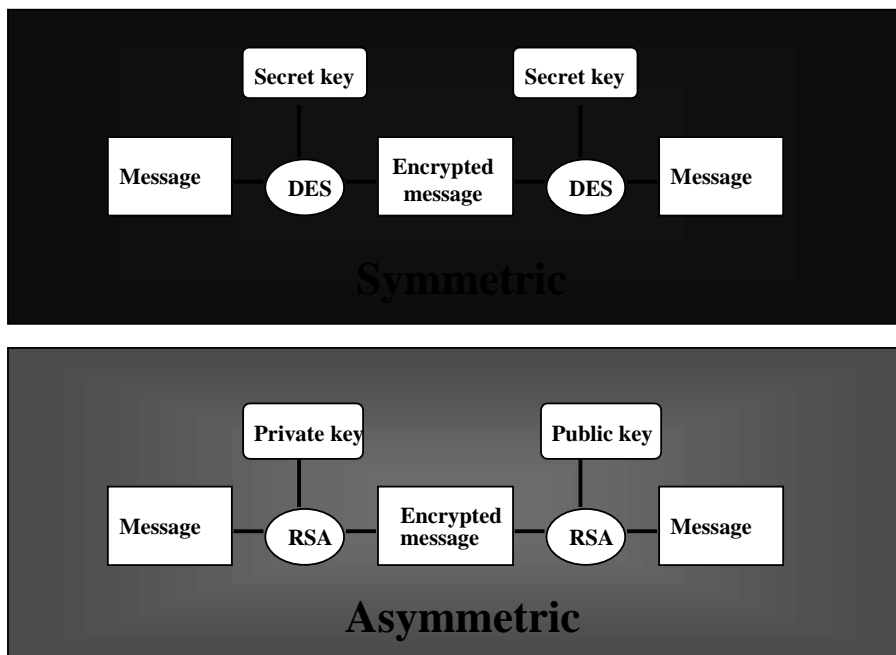 Secret key
Secret key
Message
DES
Encrypted
message
DES
Message
Symmetric
Private key
Public key
Message
RSA
Encrypted
message
RSA
Message
Asymmetric